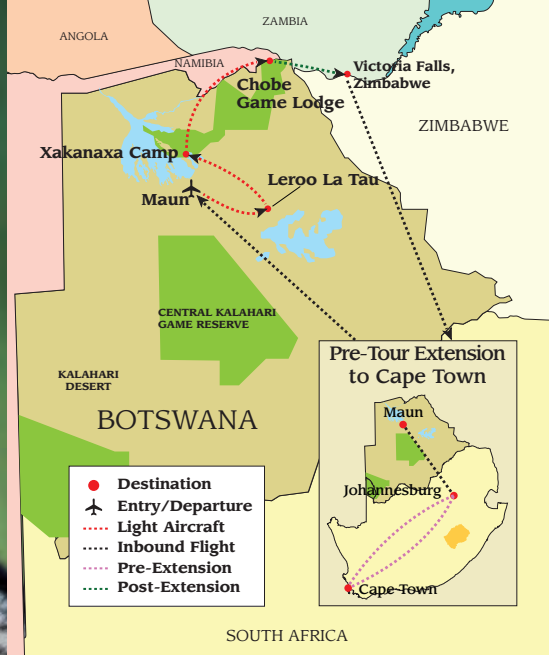 ZAMBIA
ANGOLA
NAMIBIA
Victoria Falls,
Zimbabwe
Chobe
Game Lodge
ZIMBABWE
Xakanaxa Camp
Leroo La Tau
Maun
CENTRAL KALAHARI
GAME RESERVE
KALAHARI
DESERT
BOTSWANA
Pre-Tour Extension
to Cape Town
Maun
Johannesburg
Cape Town
Destination
Entry/Departure
Light Aircraft
Inbound Flight
Pre-Extension
Post-Extension
SOUTH AFRICA